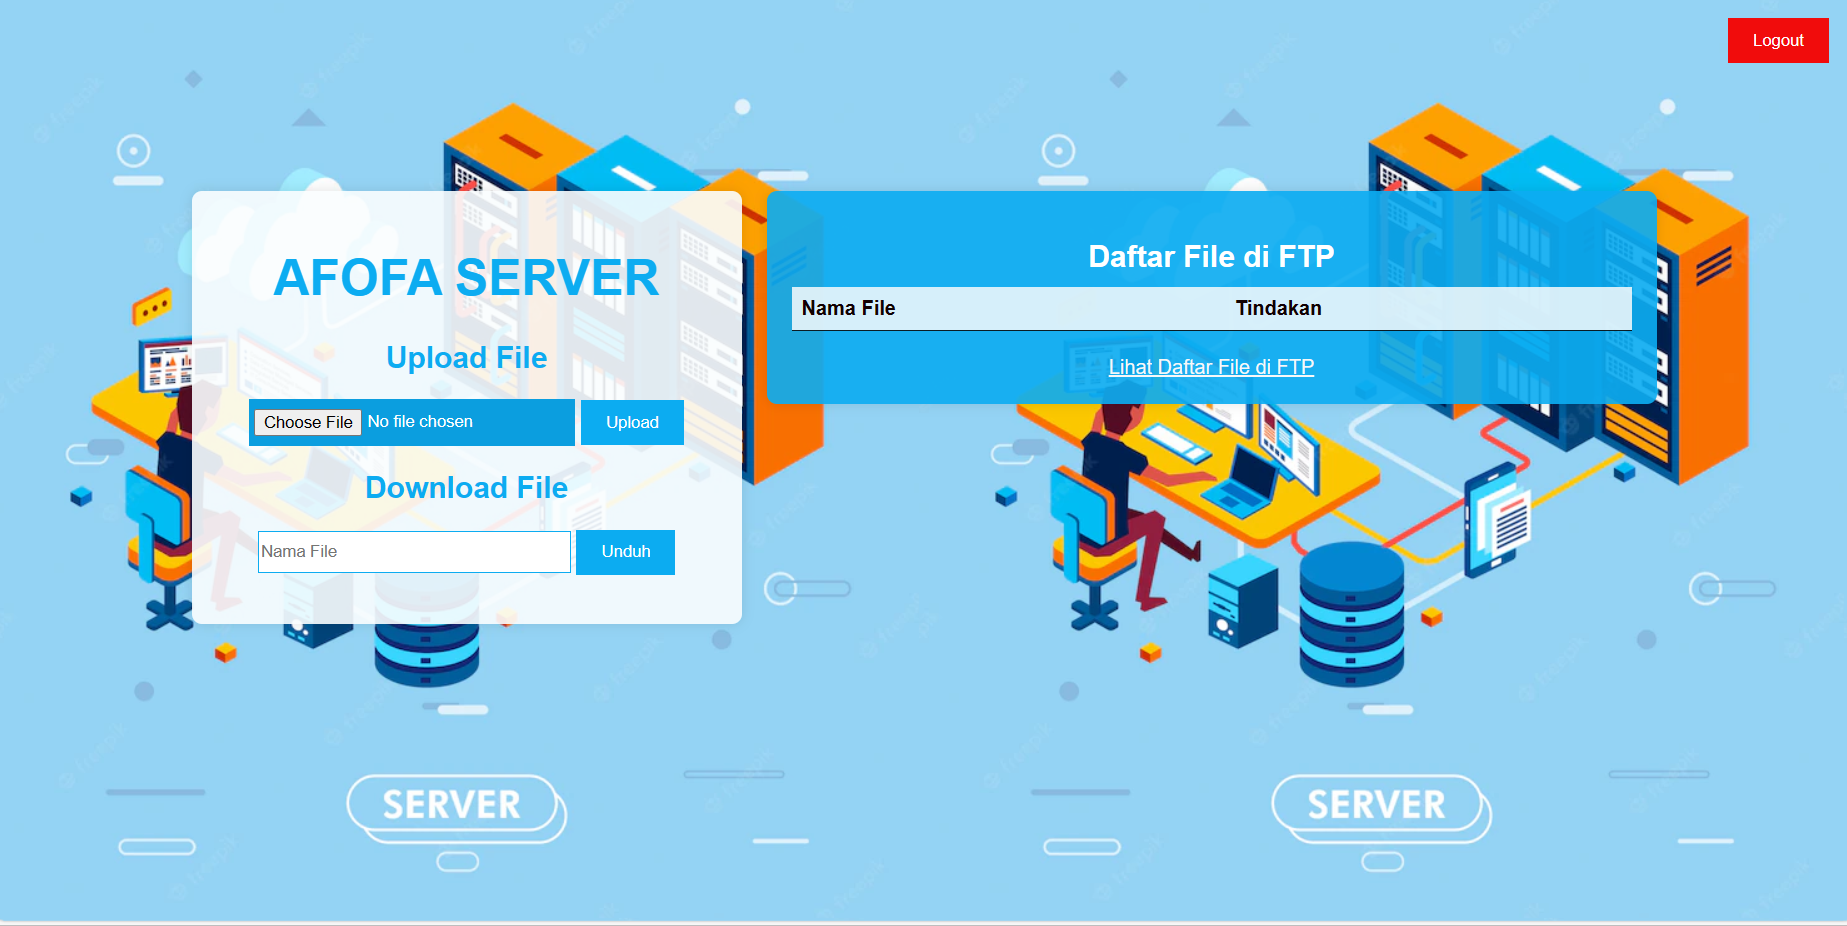 Logout
AFOFA SERVER
Upload File
Choose File No file chosen Upload
Download File
Nama File Unduh
Daftar File di FTP
Nama File Tindakan
Lihat Daftar File di FTP
SERVER
SERVER